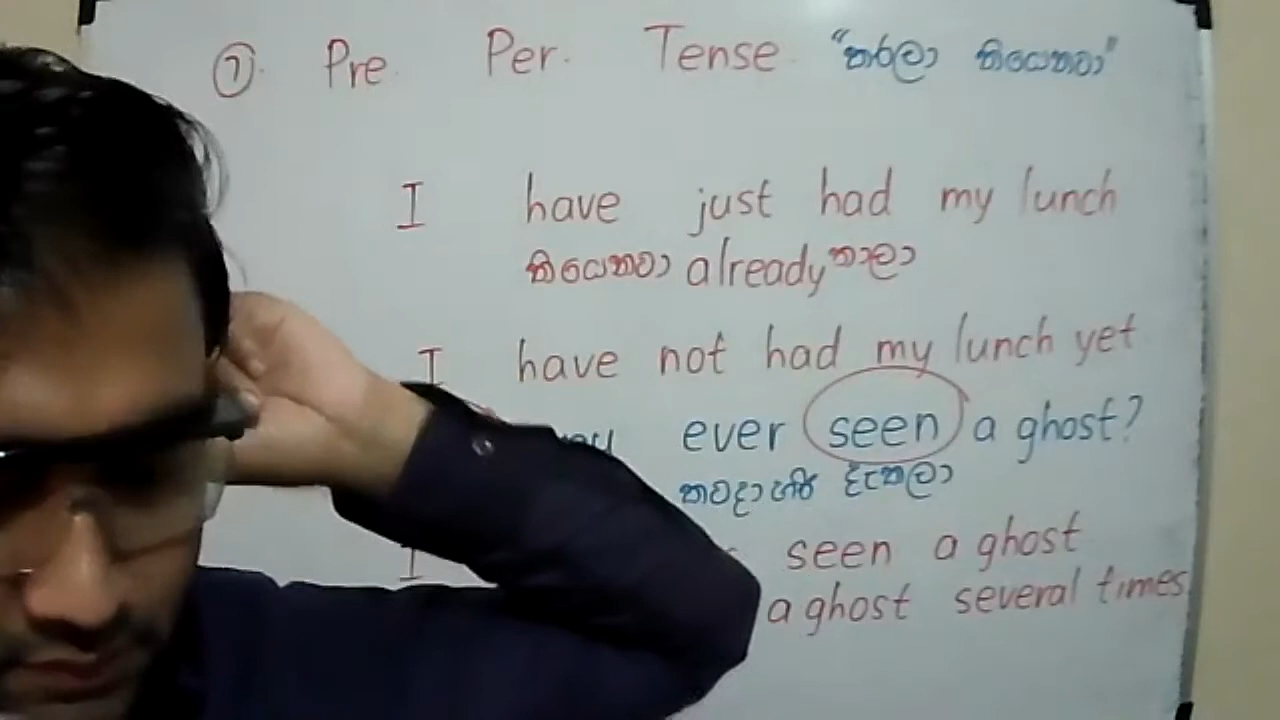 ⑦. Pre. Per. Tense. "කරලා තියෙනවා"
I have just had my lunch
තියෙනවා already කාලා
I have not had my lunch yet
you ever seen a ghost?
කවදාහරි දැකලා
I seen a ghost
a ghost several times